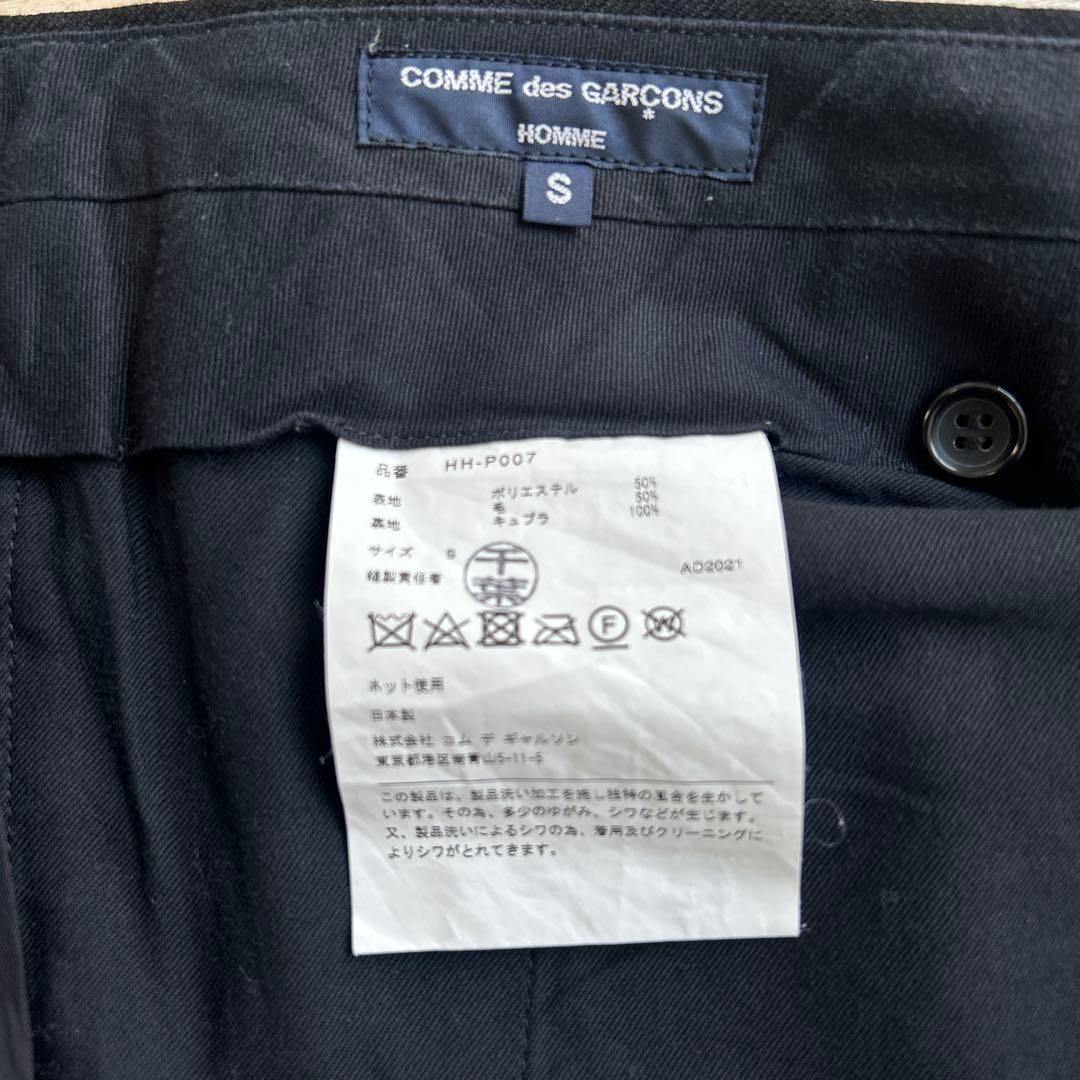 COMME des GARÇONS
HOMME
S
品番 HH-P007
表地 ポリエステル 50%
毛 50%
裏地 キュプラ 100%
サイズ S
縫製責任者 千葉 AD2021
F W
ネット使用
日本製
株式会社 コム デ ギャルソン
東京都港区南青山5-11-5
この製品は、製品洗い加工を施し独特の風合を生かして
います。その為、多少のゆがみ、シワなどが生じます。
又、製品洗いによるシワの為、着用及びクリーニングに
よりシワがとれてきます。